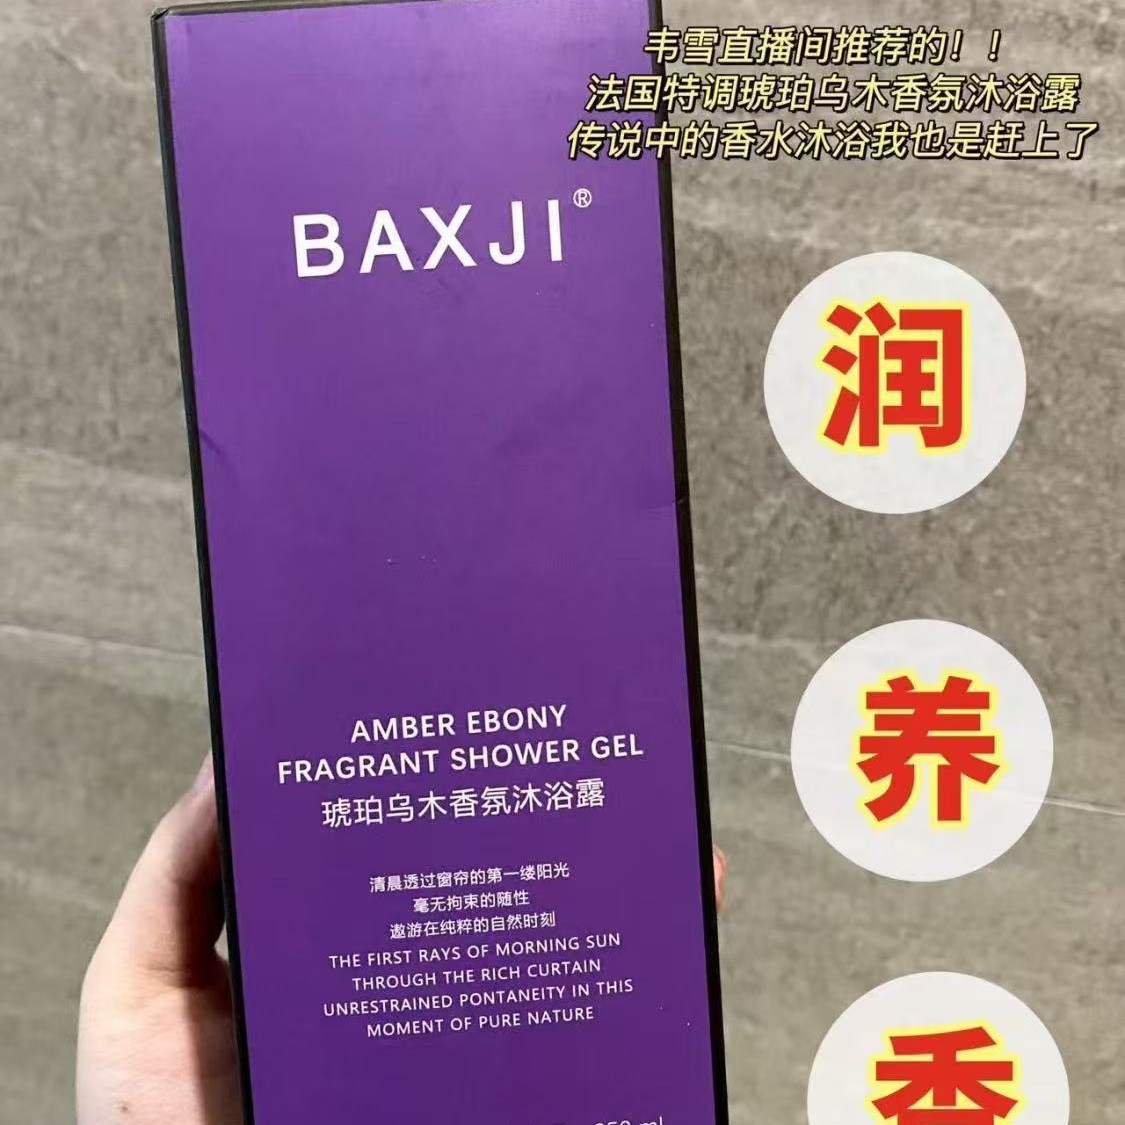 韦雪直播间推荐的！！
法国特调琥珀乌木香氛沐浴露
传说中的香水沐浴我也是赶上了
BAXJI®
润
养
香
AMBER EBONY
FRAGRANT SHOWER GEL
琥珀乌木香氛沐浴露
清晨透过窗帘的第一缕阳光
毫无拘束的随性
遨游在纯粹的自然时刻
THE FIRST RAYS OF MORNING SUN
THROUGH THE RICH CURTAIN
UNRESTRAINED PONTANEITY IN THIS
MOMENT OF PURE NATURE